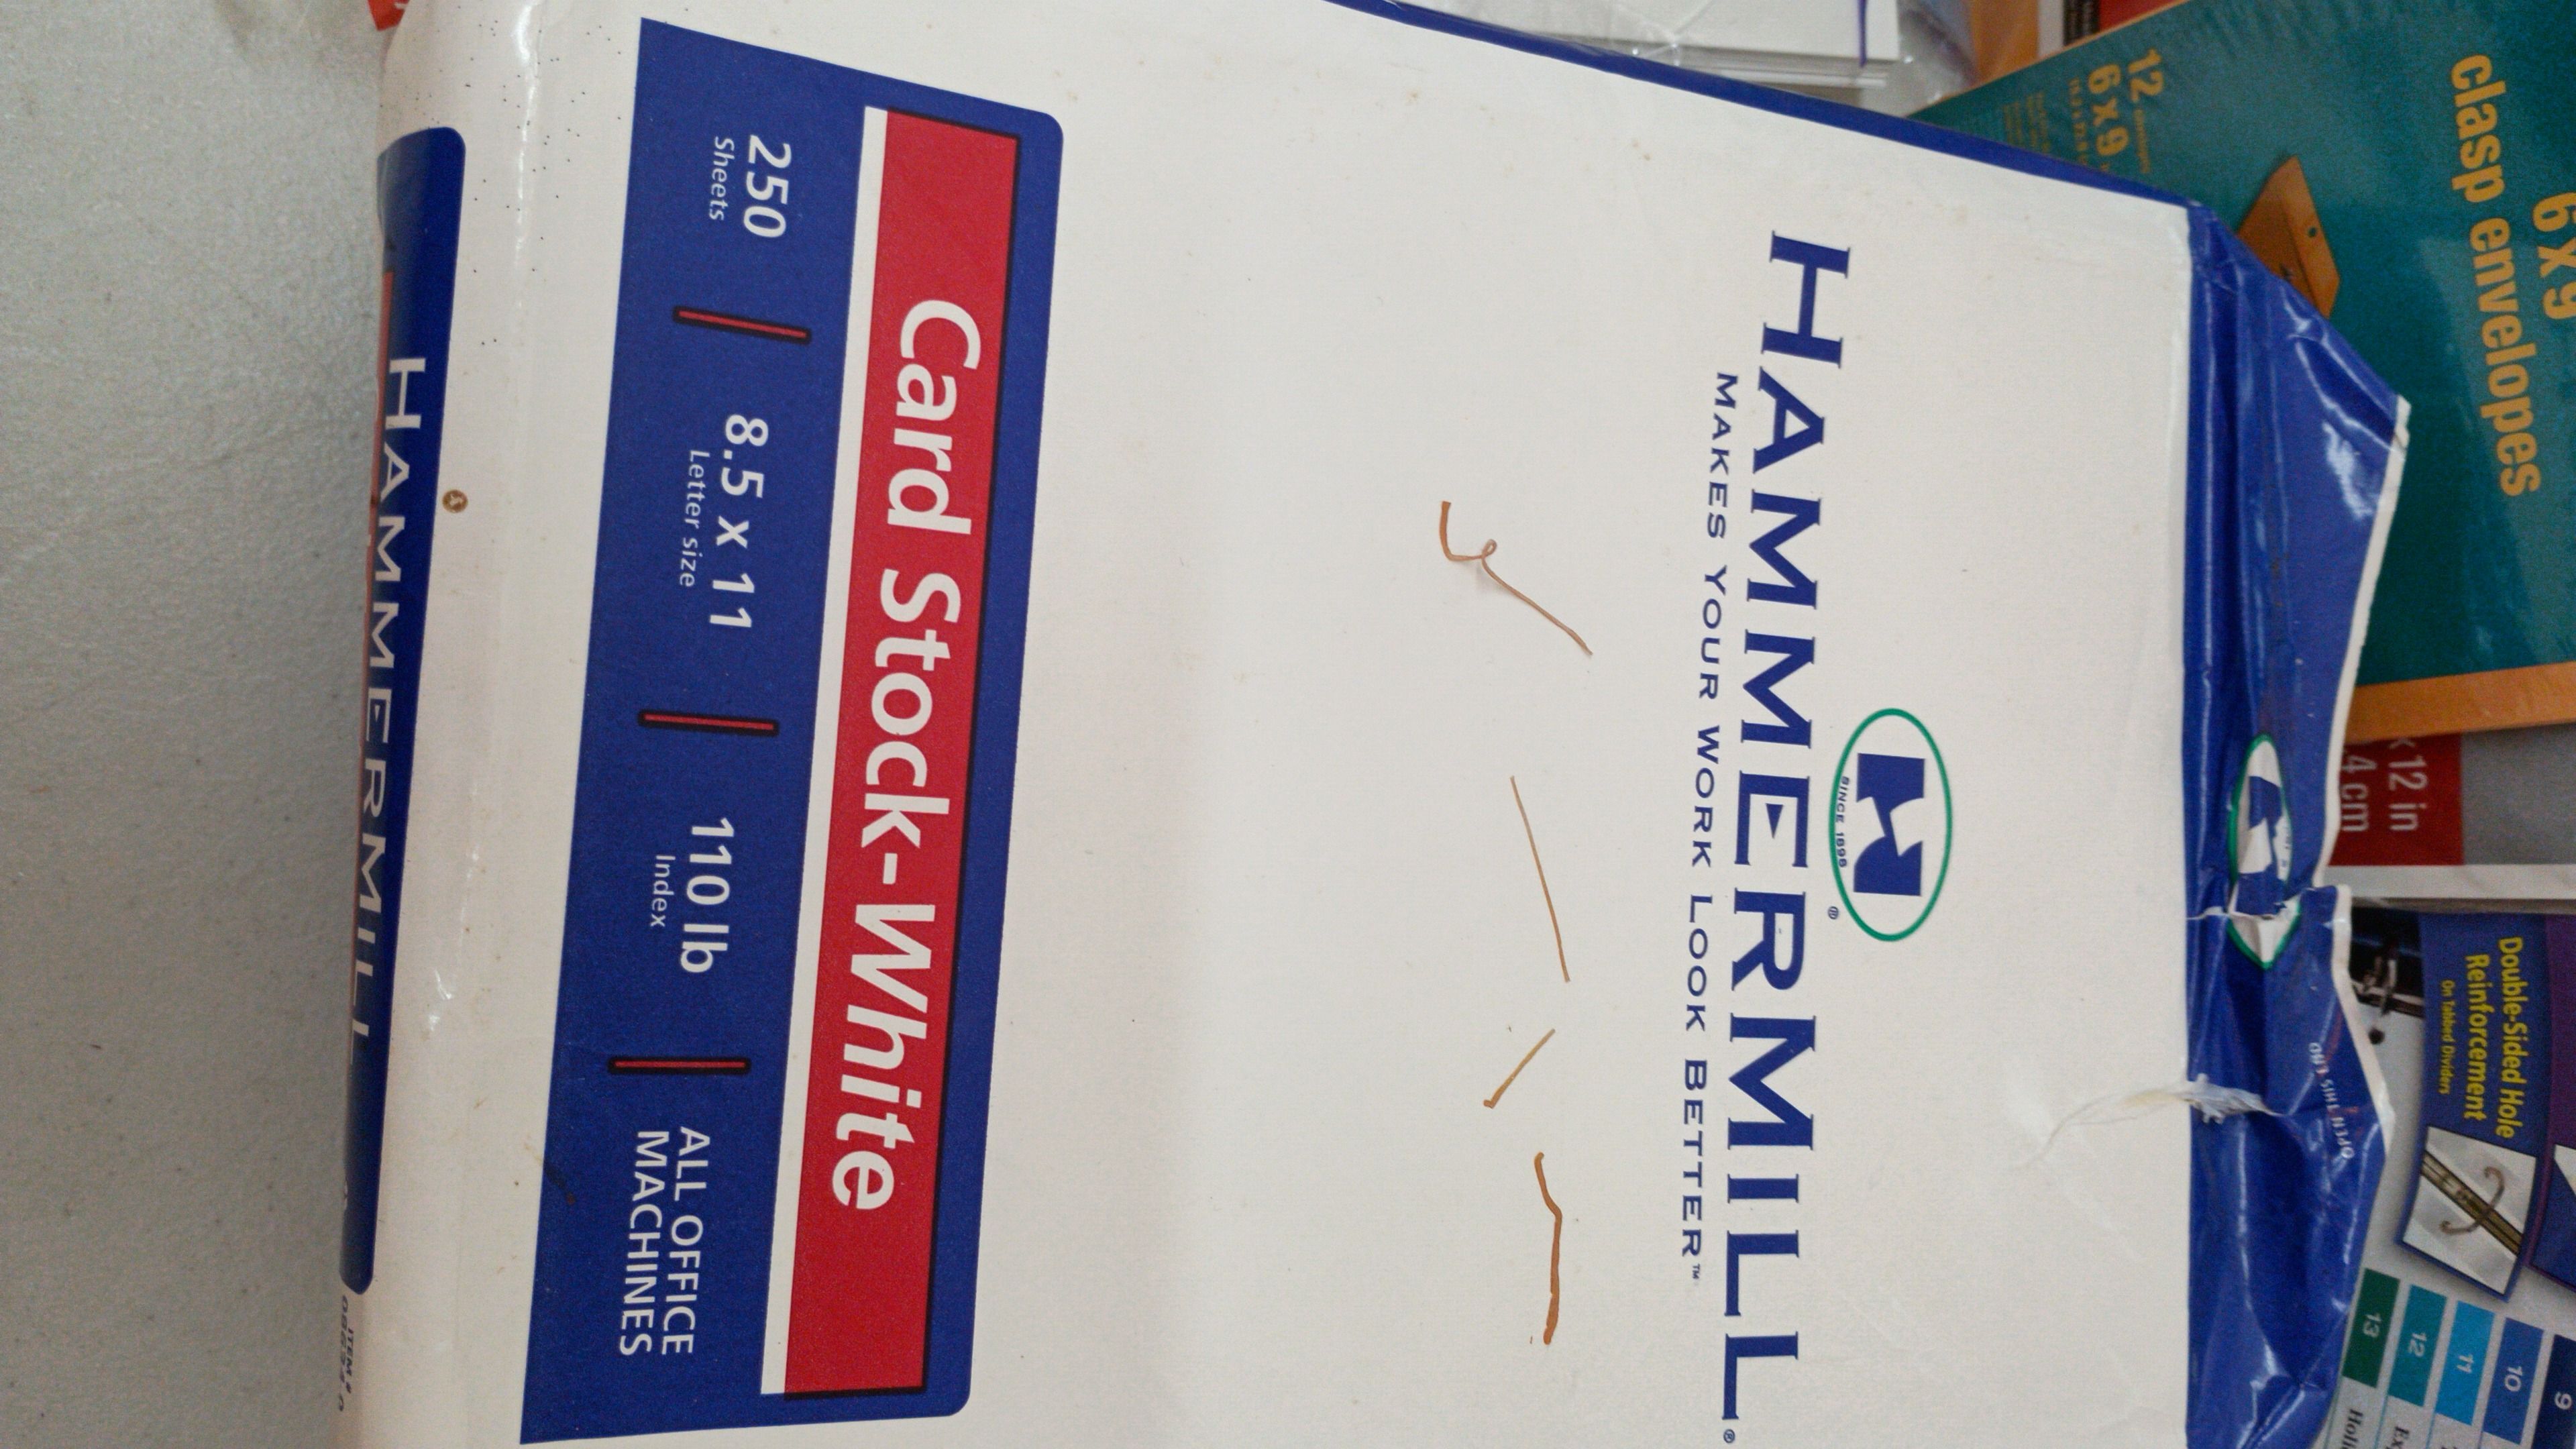 SINCE 1898
HAMMERMILL®
MAKES YOUR WORK LOOK BETTER™
Card Stock-White
250
Sheets
8.5 x 11
Letter size
110 lb
Index
ALL OFFICE
MACHINES
HAMMERMILL
ITEM #
OPEN THIS END
6 x 9
clasp envelopes
12
6 x 9
x 12 in
4 cm
Double-Sided Hole
Reinforcement
On Tabbed Dividers
9
10
11
12
13